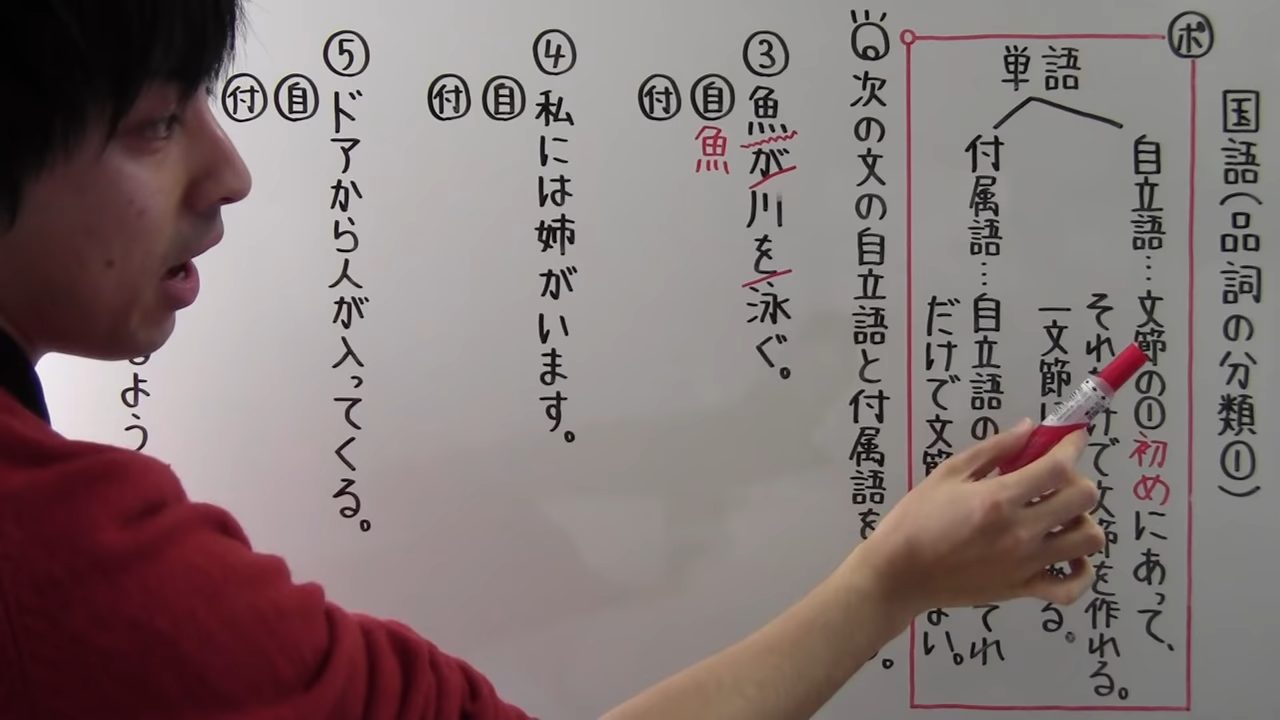 国語(品詞の分類①)
ポ
単語
自立語…文節の①初めにあって、
それ けで文節を作れる。
一文節に る。
付属語…自立語の てれ
だけで文節 ない。
次の文の自立語と付属語を 。
③魚が川を泳ぐ。
自 魚
付
④私には姉がいます。
自
付
⑤ドアから人が入ってくる。
自
付
よう